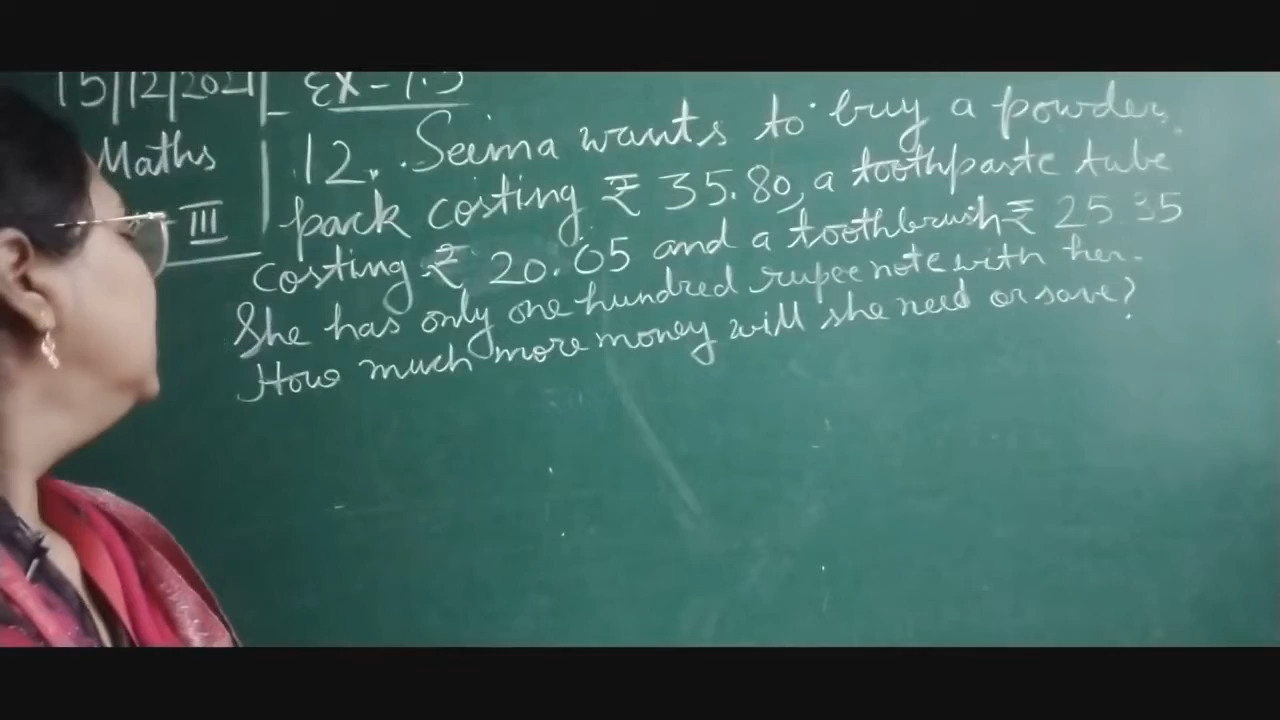 15/12/2021 Ex - 7.3
Maths
III
12. Seema wants to buy a powder
pack costing ₹ 35.80, a toothpaste tube
costing ₹ 20.05 and a toothbrush ₹ 25.35
She has only one hundred rupee note with her.
How much more money will she need or save?